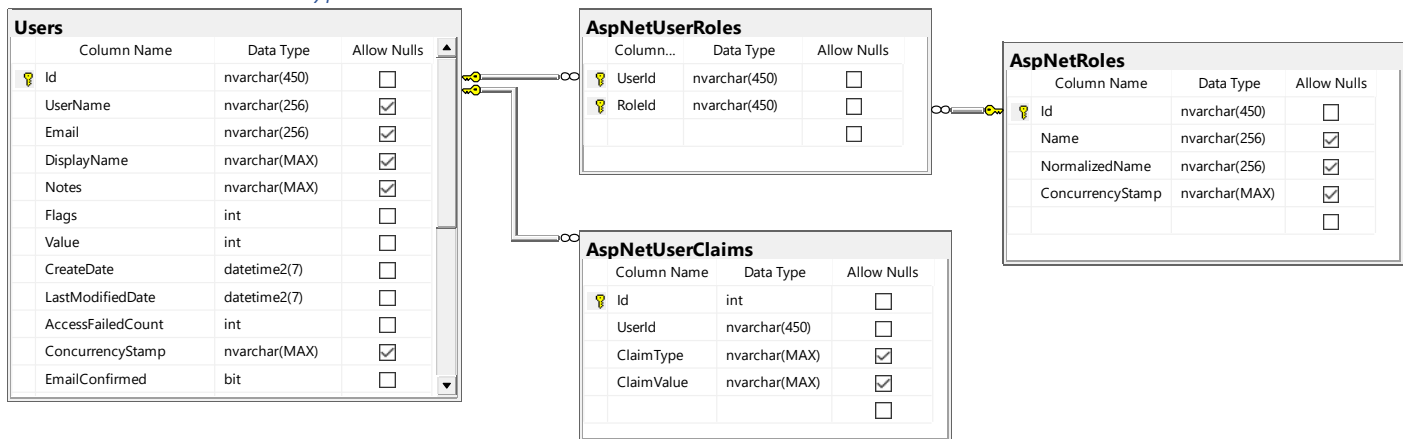 Users
Column Name Data Type Allow Nulls
Id nvarchar(450)
UserName nvarchar(256)
Email nvarchar(256)
DisplayName nvarchar(MAX)
Notes nvarchar(MAX)
Flags int
Value int
CreateDate datetime2(7)
LastModifiedDate datetime2(7)
AccessFailedCount int
ConcurrencyStamp nvarchar(MAX)
EmailConfirmed bit
AspNetUserRoles
Column... Data Type Allow Nulls
UserId nvarchar(450)
RoleId nvarchar(450)
AspNetUserClaims
Column Name Data Type Allow Nulls
Id int
UserId nvarchar(450)
ClaimType nvarchar(MAX)
ClaimValue nvarchar(MAX)
AspNetRoles
Column Name Data Type Allow Nulls
Id nvarchar(450)
Name nvarchar(256)
NormalizedName nvarchar(256)
ConcurrencyStamp nvarchar(MAX)